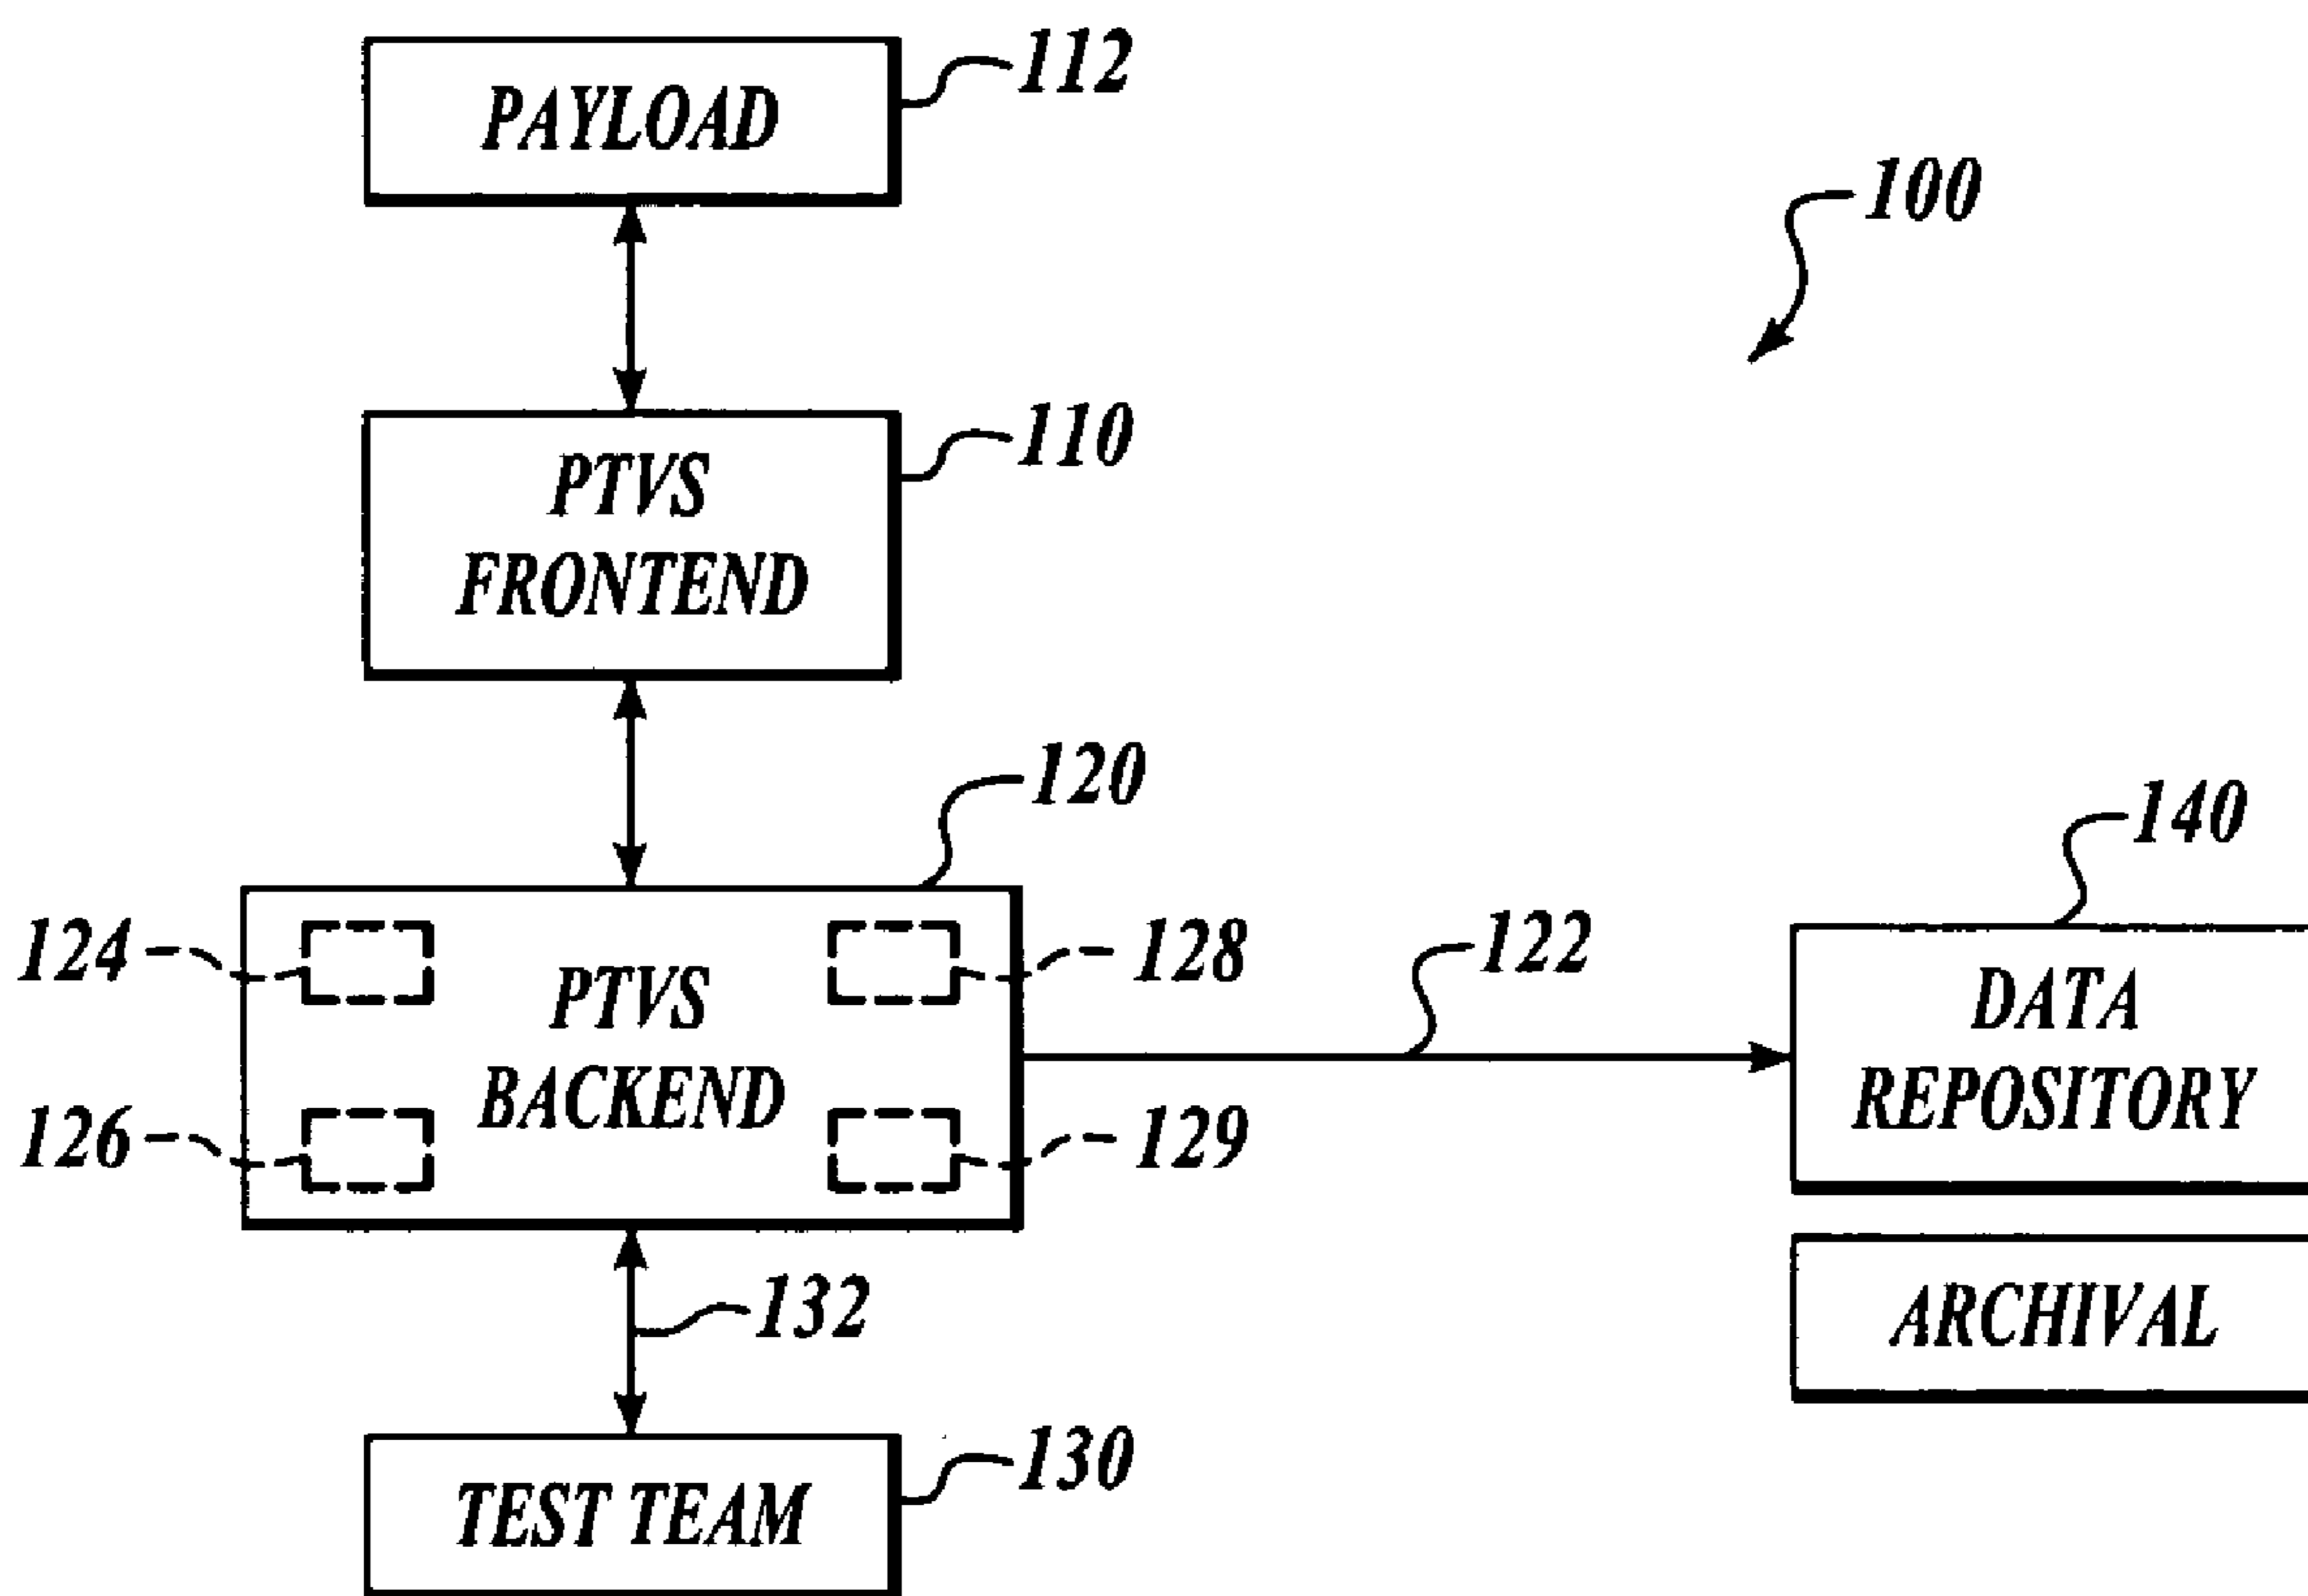 PAYLOAD
112
100
PTVS
FRONTEND
110
120
140
124
128
122
PTVS
BACKEND
DATA
REPOSITORY
126
129
132
ARCHIVAL
TEST TEAM
130